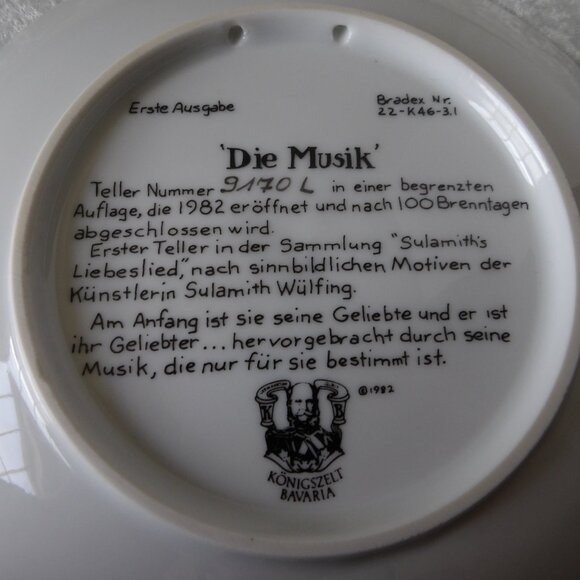 Erste Ausgabe
Bradex Nr.
22-K46-3.1
'Die Musik'
Teller Nummer 9170 L in einer begrenzten
Auflage, die 1982 eröffnet und nach 100 Brenntagen
abgeschlossen wird.
Erster Teller in der Sammlung "Sulamith's
Liebeslied," nach sinnbildlichen Motiven der
Künstlerin Sulamith Wülfing.
Am Anfang ist sie seine Geliebte und er ist
ihr Geliebter... hervorgebracht durch seine
Musik, die nur für sie bestimmt ist.
©1982
K B
KÖNIGSZELT
BAVARIA